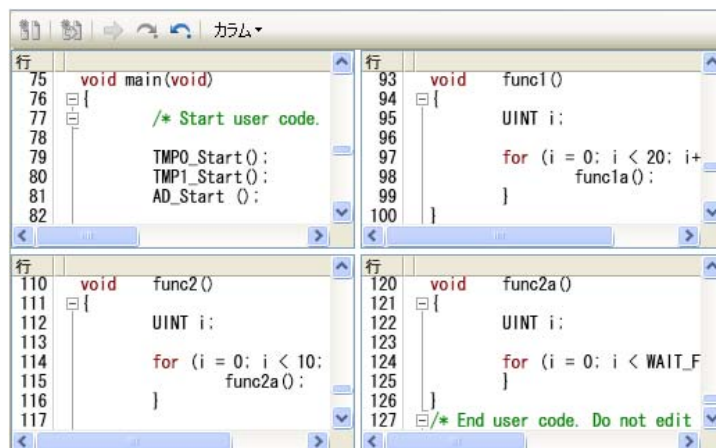 カラム
行
75 void main(void)
76 {
77 /* Start user code.
78
79 TMP0_Start();
80 TMP1_Start();
81 AD_Start ();
82
行
93 void func1()
94 {
95 UINT i;
96
97 for (i = 0; i < 20; i+
98 func1a();
99 }
100 }
行
110 void func2()
111 {
112 UINT i;
113
114 for (i = 0; i < 10;
115 func2a();
116 }
117
行
120 void func2a()
121 {
122 UINT i;
123
124 for (i = 0; i < WAIT_F
125 }
126 }
127 /* End user code. Do not edit